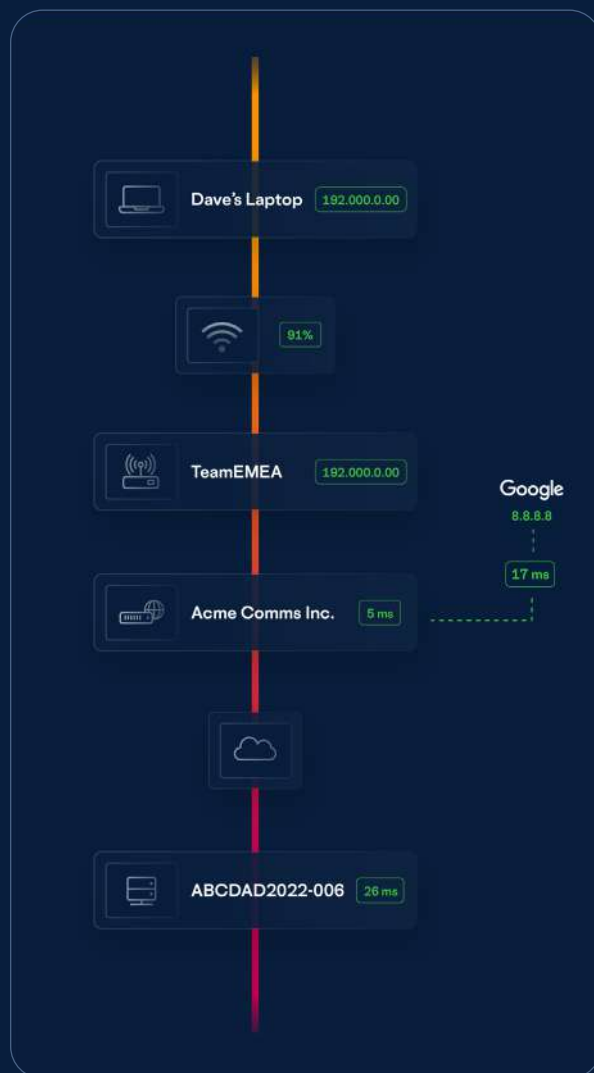 Dave's Laptop 192.000.0.00
91%
TeamEMEA 192.000.0.00
Google
8.8.8.8
17 ms
Acme Comms Inc. 5 ms
ABCDAD2022-006 26 ms